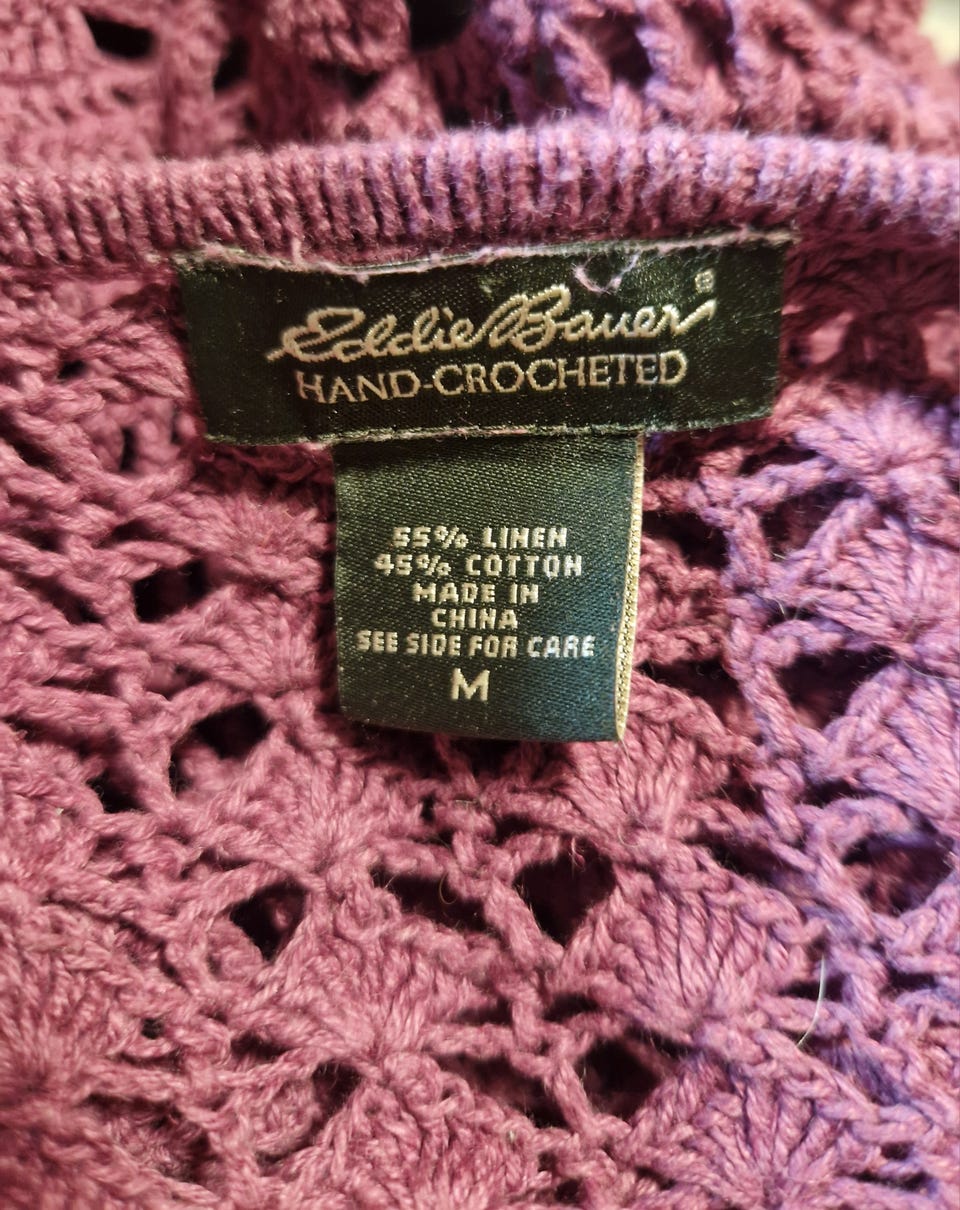 Eddie Bauer®
HAND-CROCHETED
55% LINEN
45% COTTON
MADE IN
CHINA
SEE SIDE FOR CARE
M